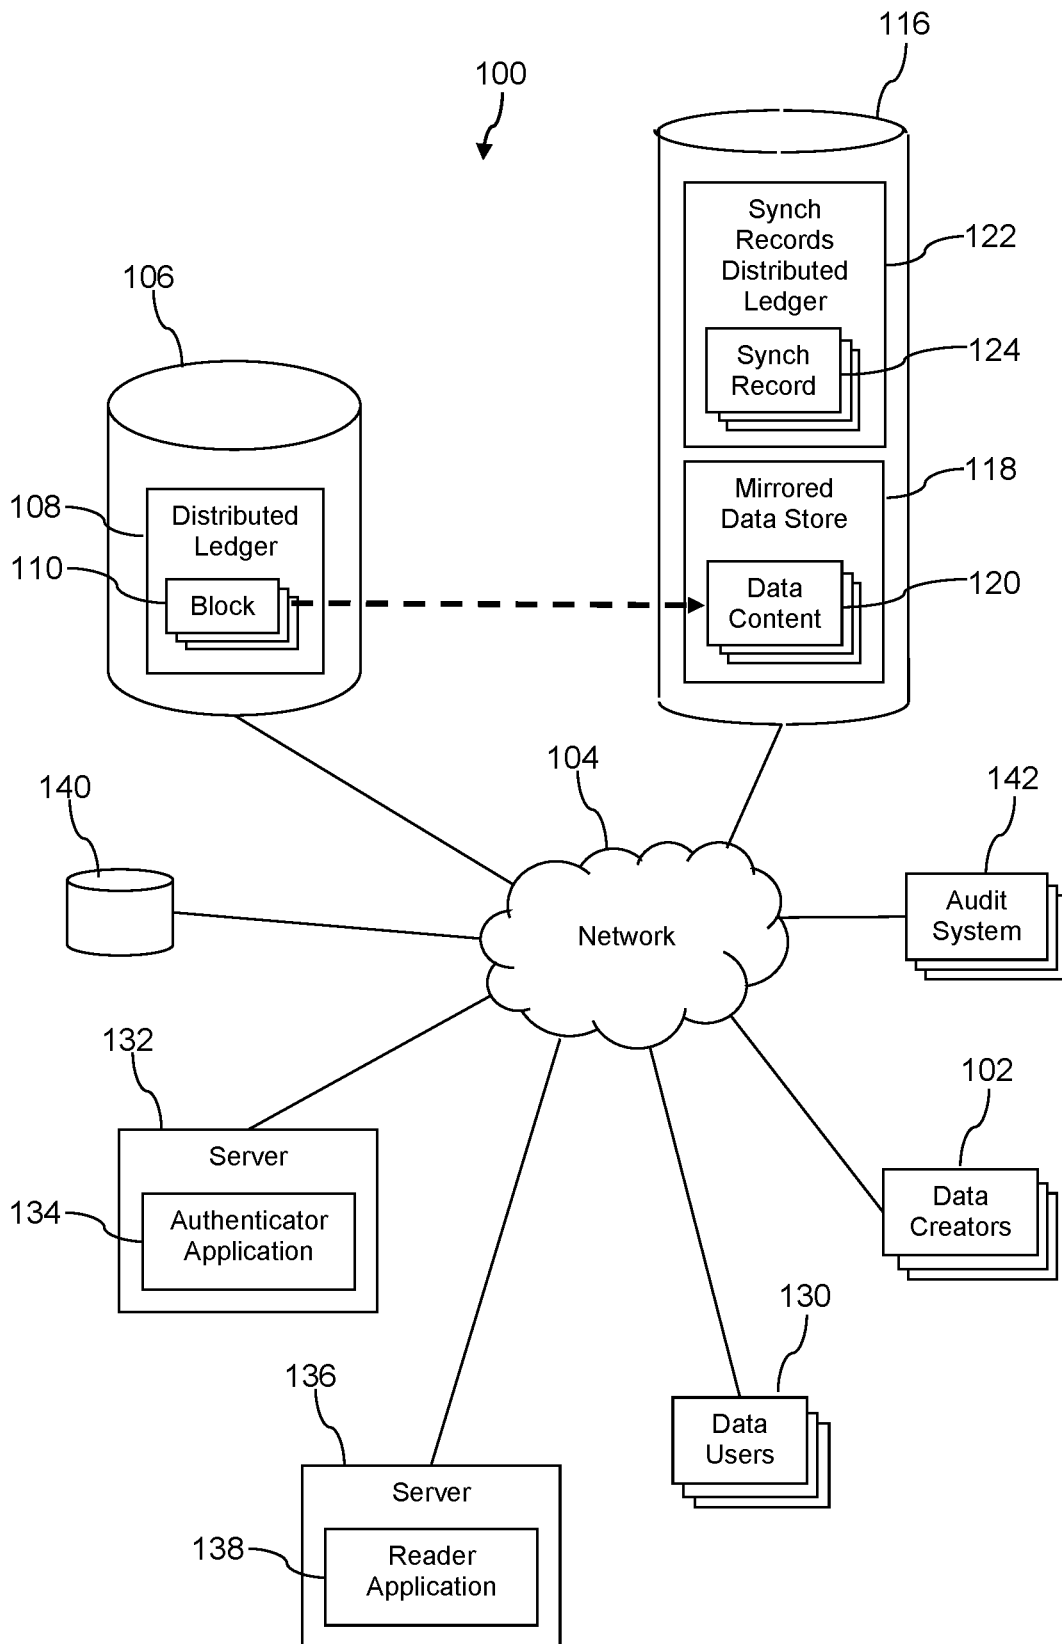 116
100
Synch
Records
Distributed
Ledger
122
106
Synch
Record
124
118
Mirrored
Data Store
108
Distributed
Ledger
110
Block
Data
Content
120
104
140
142
Network
Audit
System
132
102
Server
134
Authenticator
Application
Data
Creators
130
136
Data
Users
Server
138
Reader
Application